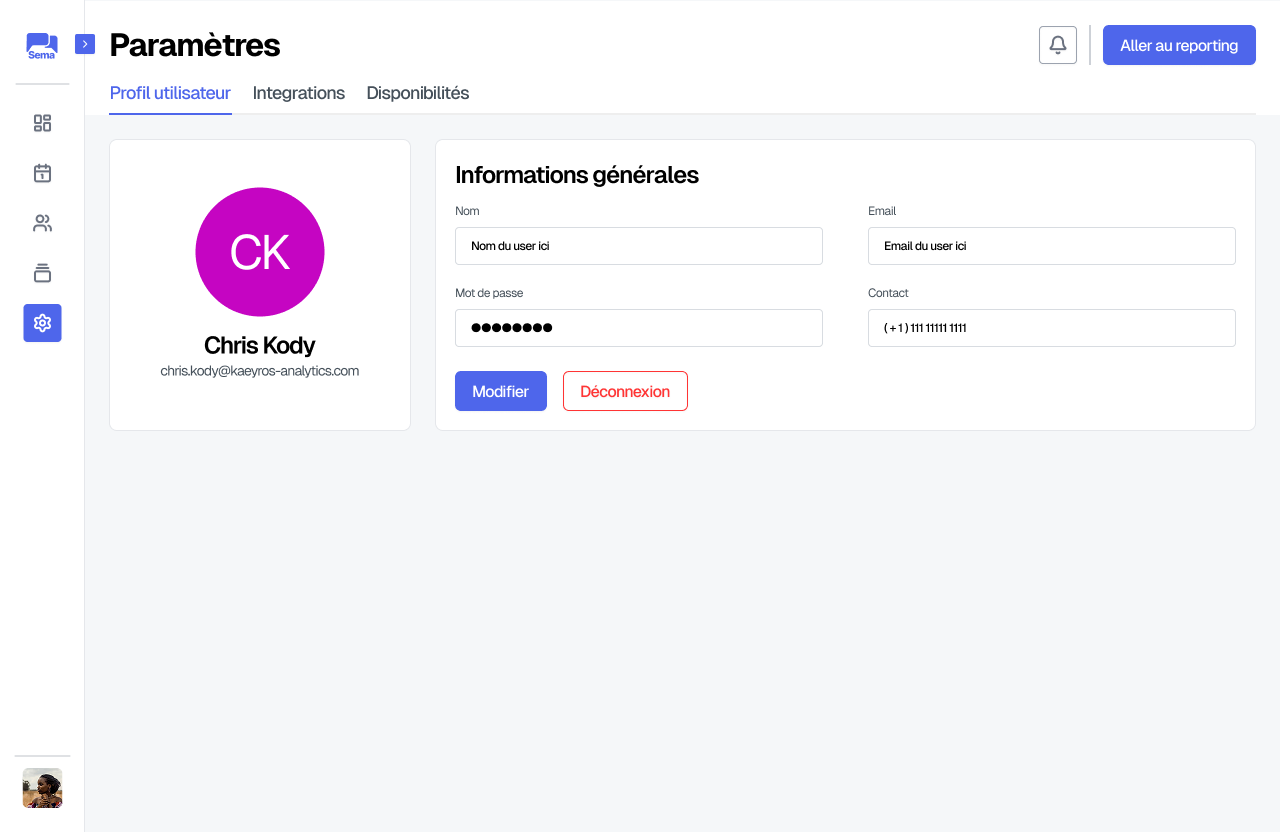 Sema
Paramètres
Aller au reporting
Profil utilisateur
Integrations
Disponibilités
CK
Chris Kody
chris.kody@kaeyros-analytics.com
Informations générales
Nom
Email
Nom du user ici
Email du user ici
Mot de passe
Contact
●●●●●●●●
( + 1 ) 111 11111 1111
Modifier
Déconnexion